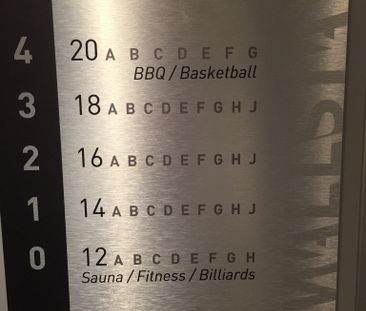 4 20 A B C D E F G
BBQ / Basketball
3 18 A B C D E F G H J
2 16 A B C D E F G H J
1 14 A B C D E F G H J
0 12 A B C D E F G H
Sauna / Fitness / Billiards